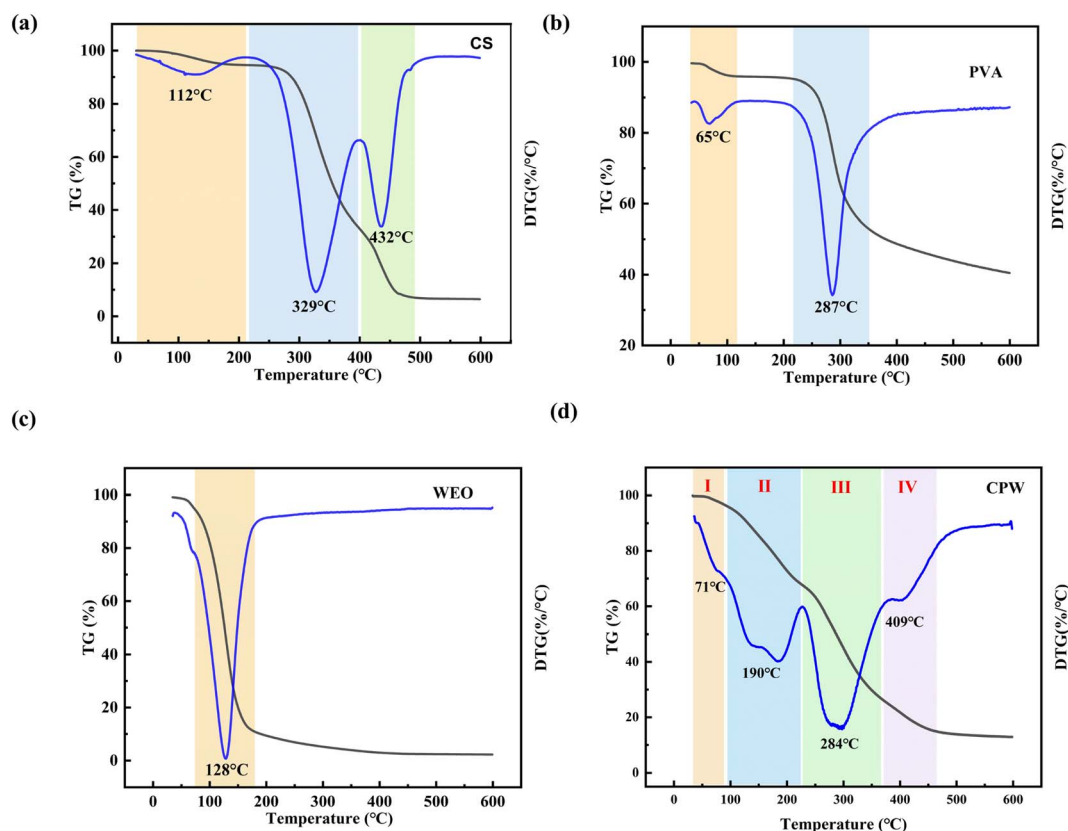 (a)
CS
TG (%)
100
80
60
40
20
0
112°C
329°C
432°C
DTG(%/°C)
0 100 200 300 400 500 600
Temperature (°C)
(b)
PVA
TG (%)
100
80
60
40
20
65°C
287°C
DTG(%/°C)
0 100 200 300 400 500 600
Temperature (°C)
(c)
WEO
TG (%)
100
80
60
40
20
0
128°C
DTG(%/°C)
0 100 200 300 400 500 600
Temperature (°C)
(d)
I II III IV CPW
TG (%)
100
80
60
40
20
0
71°C
190°C
284°C
409°C
DTG(%/°C)
0 100 200 300 400 500 600
Temperature (°C)